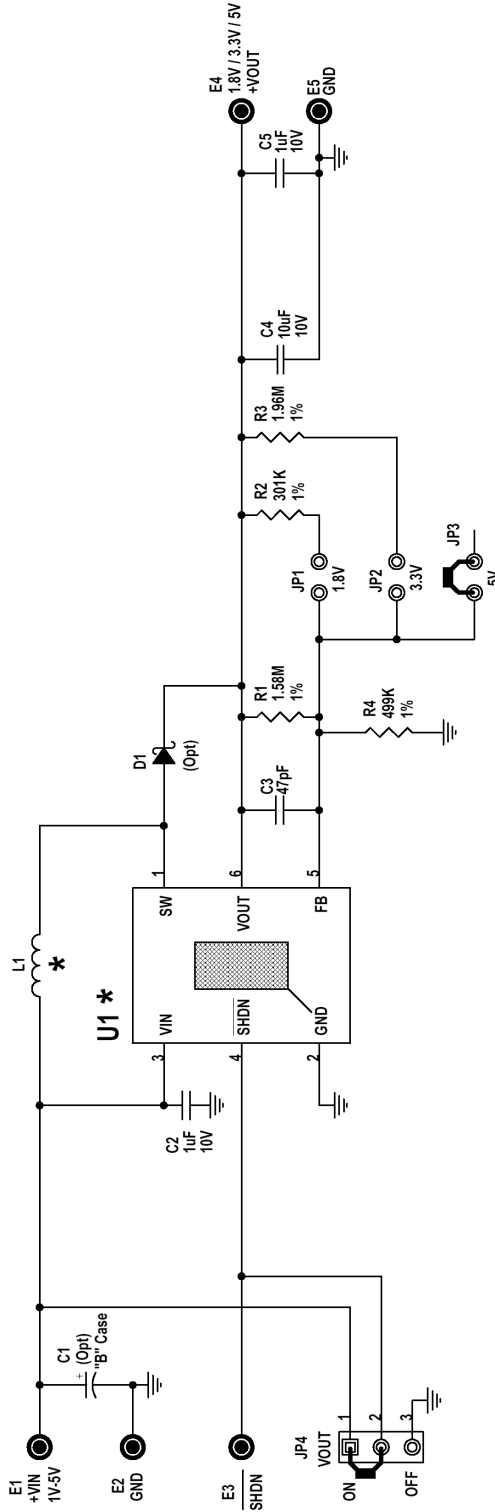 E1
+VIN
1V-5V
E2
GND
E3
SHDN
JP4
VOUT
ON
OFF
1
2
3
C1
+
(Opt)
"B" Case
C2
1uF
10V
L1
*
U1 *
3
VIN
4
SHDN
2
GND
SW
1
VOUT
6
FB
5
D1
(Opt)
C3
47pF
R1
1.58M
1%
R4
499K
1%
R2
301K
1%
R3
1.96M
1%
JP1
1.8V
JP2
3.3V
JP3
5V
C4
10uF
10V
C5
1uF
10V
E4
1.8V / 3.3V / 5V
+VOUT
E5
GND